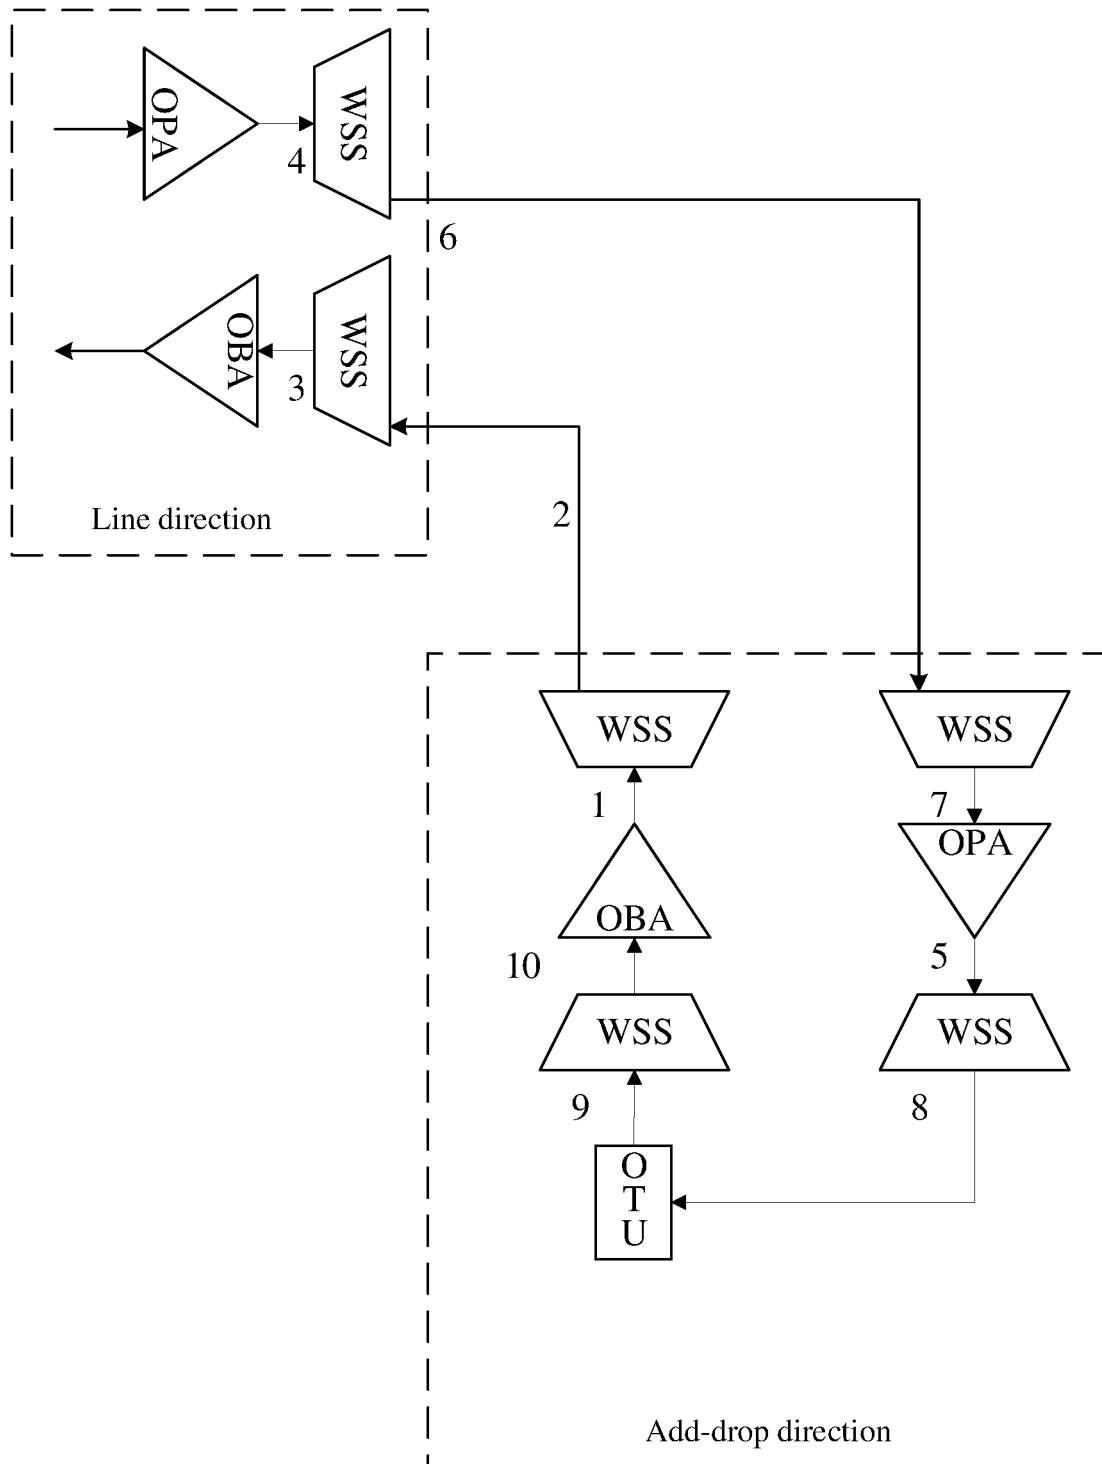 OPA
4
WSS
6
OBA
3
WSS
2
Line direction
WSS
WSS
1
7
OPA
OBA
10
5
WSS
WSS
9
8
O
T
U
Add-drop direction